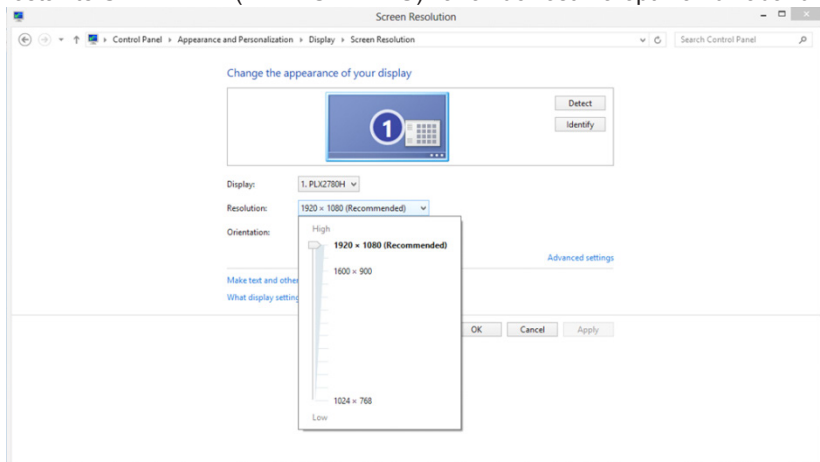 Screen Resolution
Control Panel ▸ Appearance and Personalization ▸ Display ▸ Screen Resolution
Search Control Panel
Change the appearance of your display
1
Detect
Identify
Display: 1. PLX2780H
Resolution: 1920 × 1080 (Recommended)
Orientation:
High
1920 × 1080 (Recommended)
1600 × 900
1024 × 768
Low
Advanced settings
Make text and other
What display setting
OK Cancel Apply